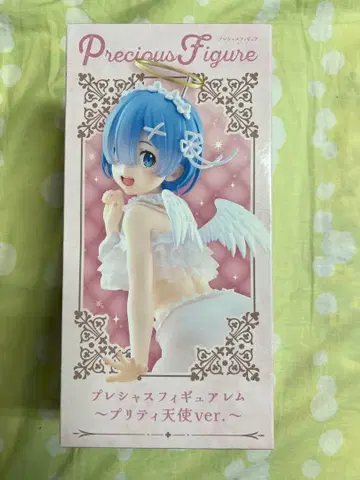 プレシャスフィギュア
Precious Figure
プレシャスフィギュアレム
～プリティ天使ver.～